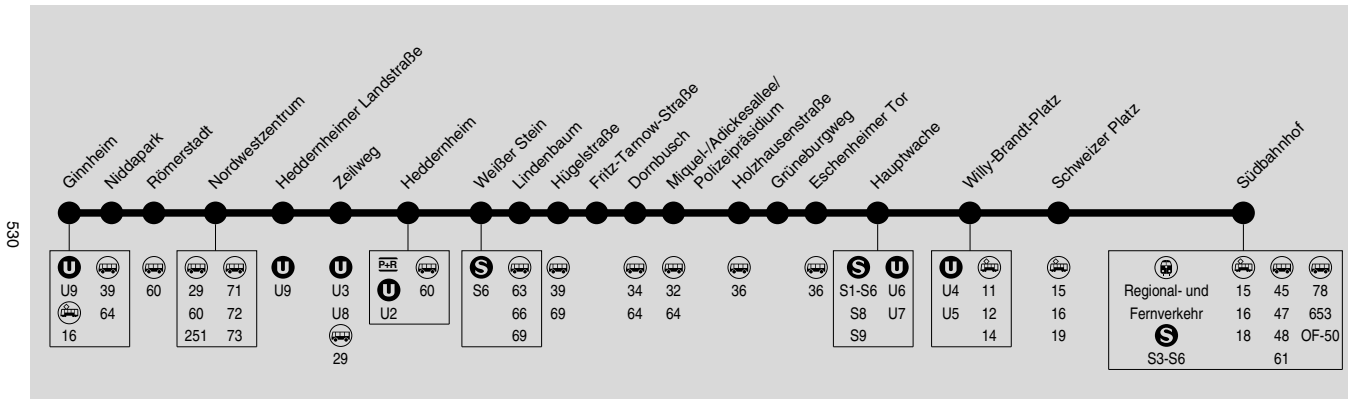 530
Ginnheim
Niddapark
Römerstadt
Nordwestzentrum
Heddernheimer Landstraße
Zeilweg
Heddernheim
Weißer Stein
Lindenbaum
Hügelstraße
Fritz-Tarnow-Straße
Dornbusch
Miquel-/Adickesallee/
Polizeipräsidium
Holzhausenstraße
Grüneburgweg
Eschenheimer Tor
Hauptwache
Willy-Brandt-Platz
Schweizer Platz
Südbahnhof
U
U9 39
64
16
60
29 71
60 72
251 73
U
U9
U
U3
U8
29
P+R
U 60
U2
S
S6 63
66
69
39
69
34
64
32
64
36
36
S U
S1-S6 U6
S8 U7
S9
U
U4 11
U5 12
14
15
16
19
Regional- und 15 45 78
Fernverkehr 16 47 653
S 18 48 OF-50
S3-S6 61